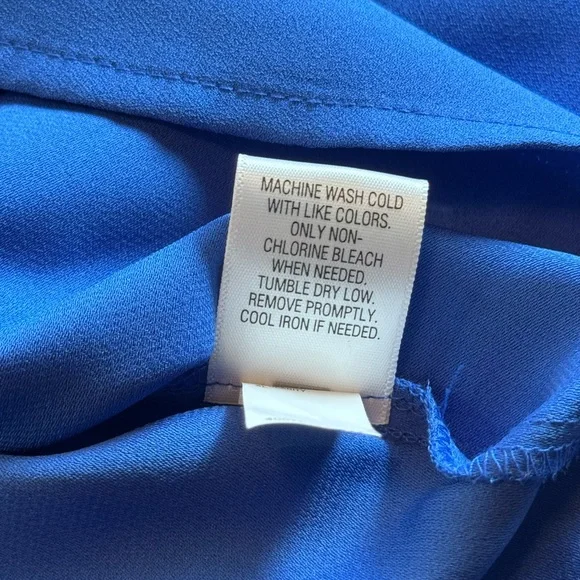 MACHINE WASH COLD
WITH LIKE COLORS.
ONLY NON-
CHLORINE BLEACH
WHEN NEEDED.
TUMBLE DRY LOW.
REMOVE PROMPTLY.
COOL IRON IF NEEDED.